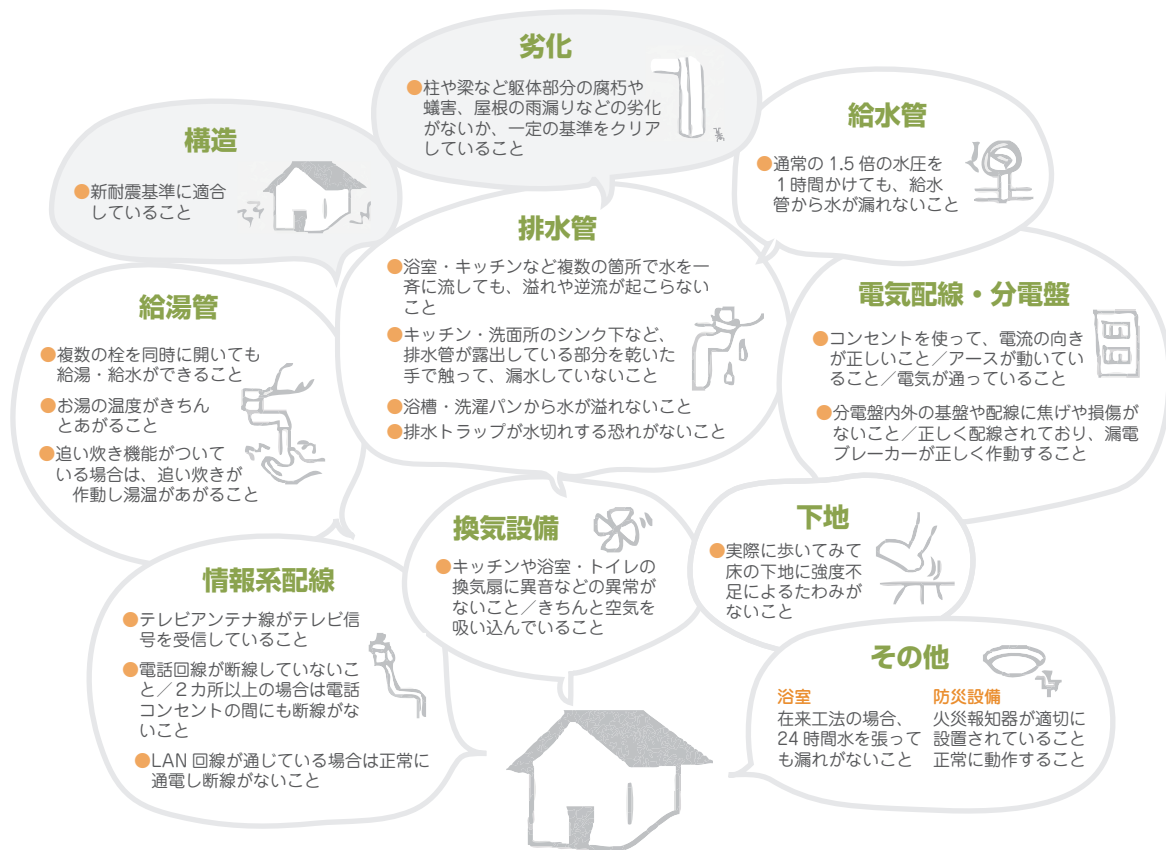 劣化
●柱や梁など躯体部分の腐朽や
蟻害、屋根の雨漏りなどの劣化
がないか、一定の基準をクリア
していること
構造
●新耐震基準に適合
していること
給水管
●通常の 1.5 倍の水圧を
1 時間かけても、給水
管から水が漏れないこと
排水管
●浴室・キッチンなど複数の箇所で水を一
斉に流しても、溢れや逆流が起こらない
こと
●キッチン・洗面所のシンク下など、
排水管が露出している部分を乾いた
手で触って、漏水していないこと
●浴槽・洗濯パンから水が溢れないこと
●排水トラップが水切れする恐れがないこと
給湯管
●複数の栓を同時に開いても
給湯・給水ができること
●お湯の温度がきちん
とあがること
●追い炊き機能がついて
いる場合は、追い炊きが
作動し湯温があがること
電気配線・分電盤
●コンセントを使って、電流の向き
が正しいこと／アースが動いてい
ること／電気が通っていること
●分電盤内外の基盤や配線に焦げや損傷が
ないこと／正しく配線されており、漏電
ブレーカーが正しく作動すること
換気設備
●キッチンや浴室・トイレの
換気扇に異音などの異常が
ないこと／きちんと空気を
吸い込んでいること
下地
●実際に歩いてみて
床の下地に強度不
足によるたわみが
ないこと
情報系配線
●テレビアンテナ線がテレビ信
号を受信していること
●電話回線が断線していないこ
と／２カ所以上の場合は電話
コンセントの間にも断線がな
いこと
●LAN 回線が通じている場合は正常に
通電し断線がないこと
その他
浴室
在来工法の場合、
24 時間水を張って
も漏れがないこと
防災設備
火災報知器が適切に
設置されていること
正常に動作すること